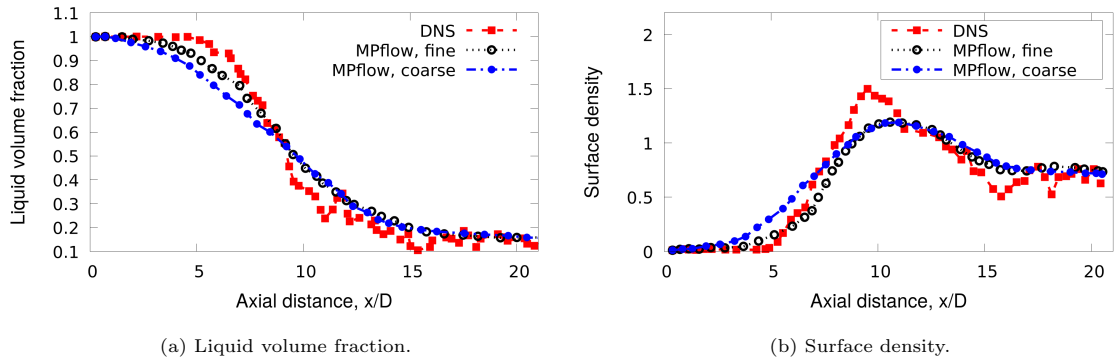 1.1
1
0.9
0.8
0.7
0.6
0.5
0.4
0.3
0.2
0.1
0
5
10
15
20
Liquid volume fraction
Axial distance, x/D
DNS
MPflow, fine
MPflow, coarse
(a) Liquid volume fraction.
2
1.5
1
0.5
0
0
5
10
15
20
Surface density
Axial distance, x/D
DNS
MPflow, fine
MPflow, coarse
(b) Surface density.